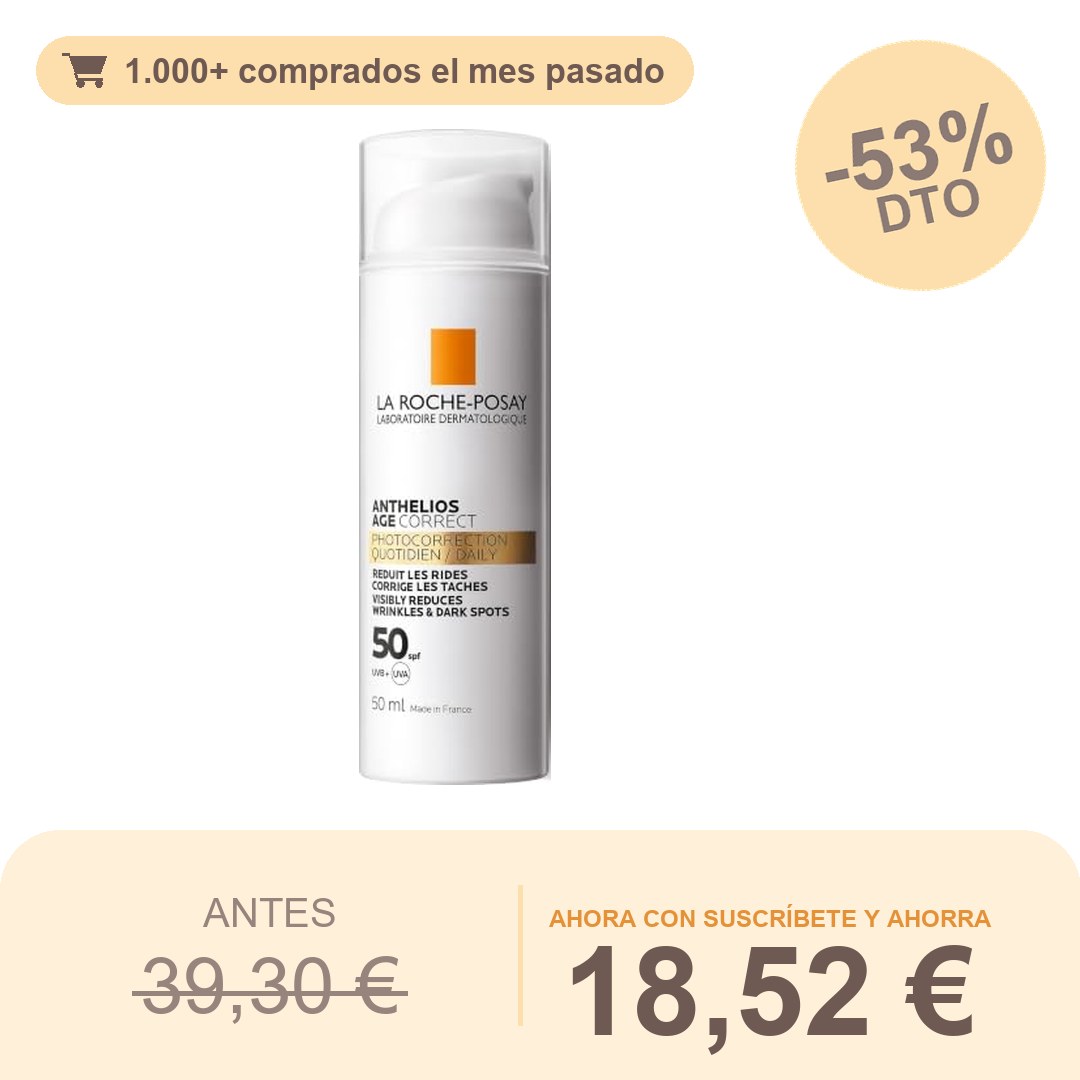 1.000+ comprados el mes pasado
-53%
DTO
LA ROCHE-POSAY
LABORATOIRE DERMATOLOGIQUE
ANTHELIOS
AGE CORRECT
PHOTOCORRECTION
QUOTIDIEN / DAILY
REDUIT LES RIDES
CORRIGE LES TACHES
VISIBLY REDUCES
WRINKLES & DARK SPOTS
50 spf
UVB+ UVA
50 ml Made in France
ANTES
39,30 €
AHORA CON SUSCRÍBETE Y AHORRA
18,52 €